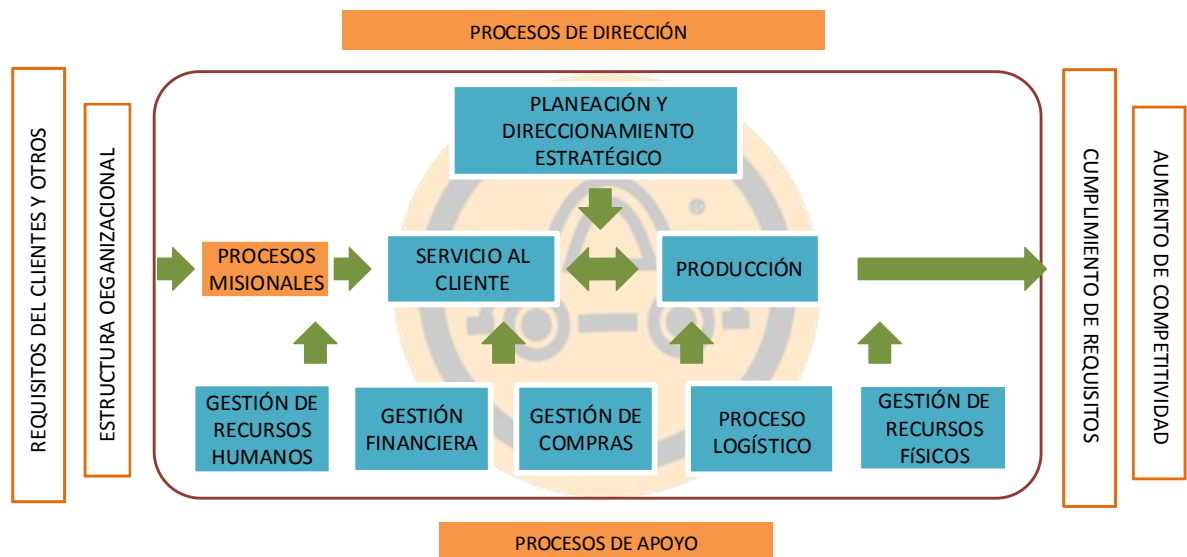 PROCESOS DE DIRECCIÓN
REQUISITOS DEL CLIENTES Y OTROS
ESTRUCTURA OEGANIZACIONAL
PLANEACIÓN Y
DIRECCIONAMIENTO
ESTRATÉGICO
®
PROCESOS
MISIONALES
SERVICIO AL
CLIENTE
PRODUCCIÓN
GESTIÓN DE
RECURSOS
HUMANOS
GESTIÓN
FINANCIERA
GESTIÓN DE
COMPRAS
PROCESO
LOGÍSTICO
GESTIÓN DE
RECURSOS
FíSICOS
CUMPLIMIENTO DE REQUISITOS
AUMENTO DE COMPETITIVIDAD
PROCESOS DE APOYO